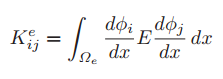 K^e_{ij} = \int_{\Omega_e} \frac{d\phi_i}{dx} E \frac{d\phi_j}{dx} \, dx